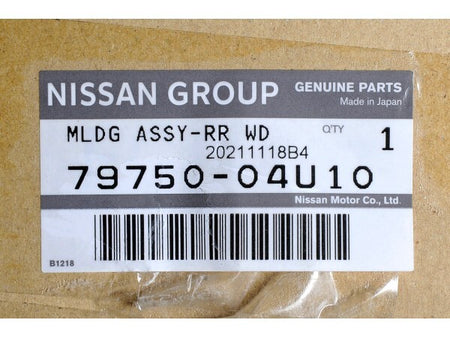 NISSAN GROUP
GENUINE PARTS
Made in Japan
MLDG ASSY-RR WD
Q'TY 1
20211118B4
79750-04U10
Nissan Motor Co., Ltd.
B1218